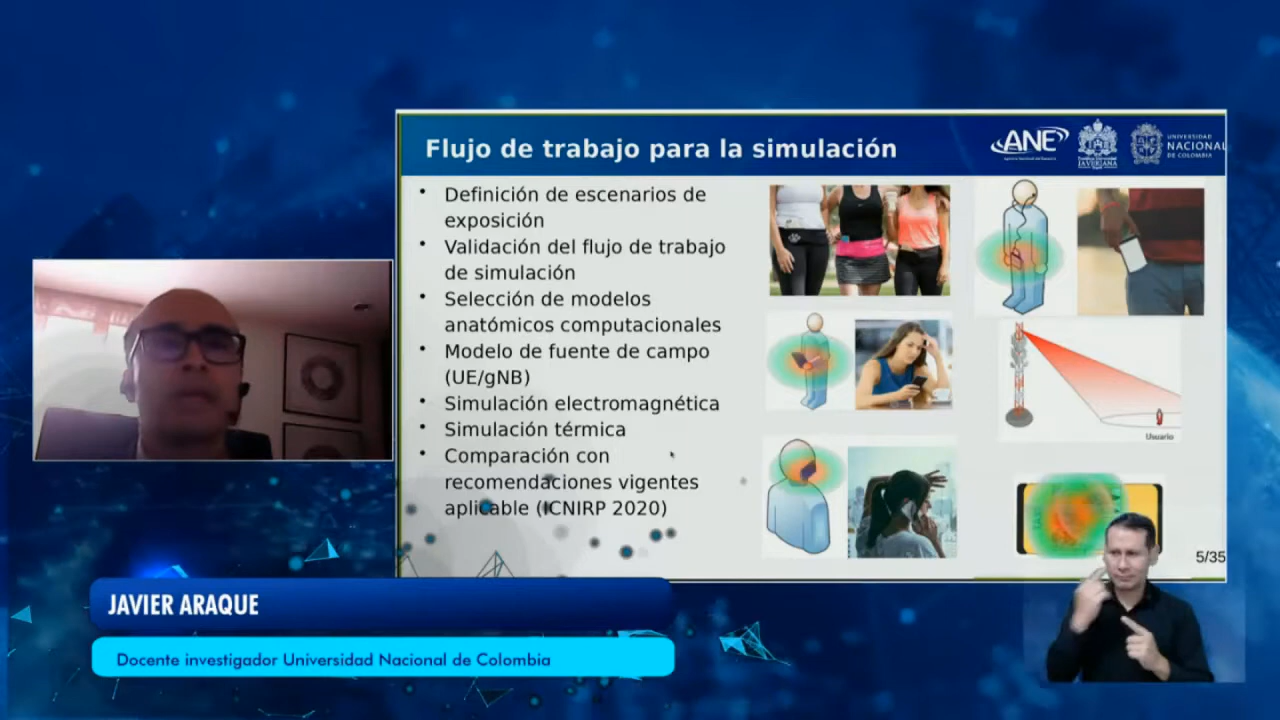 Flujo de trabajo para la simulación
ANE
UNIVERSIDAD
NACIONAL
DE COLOMBIA
• Definición de escenarios de
exposición
• Validación del flujo de trabajo
de simulación
• Selección de modelos
anatómicos computacionales
• Modelo de fuente de campo
(UE/gNB)
• Simulación electromagnética
• Simulación térmica
• Comparación con
recomendaciones vigentes
aplicable (ICNIRP 2020)
Usuario
5/35
JAVIER ARAQUE
Docente investigador Universidad Nacional de Colombia